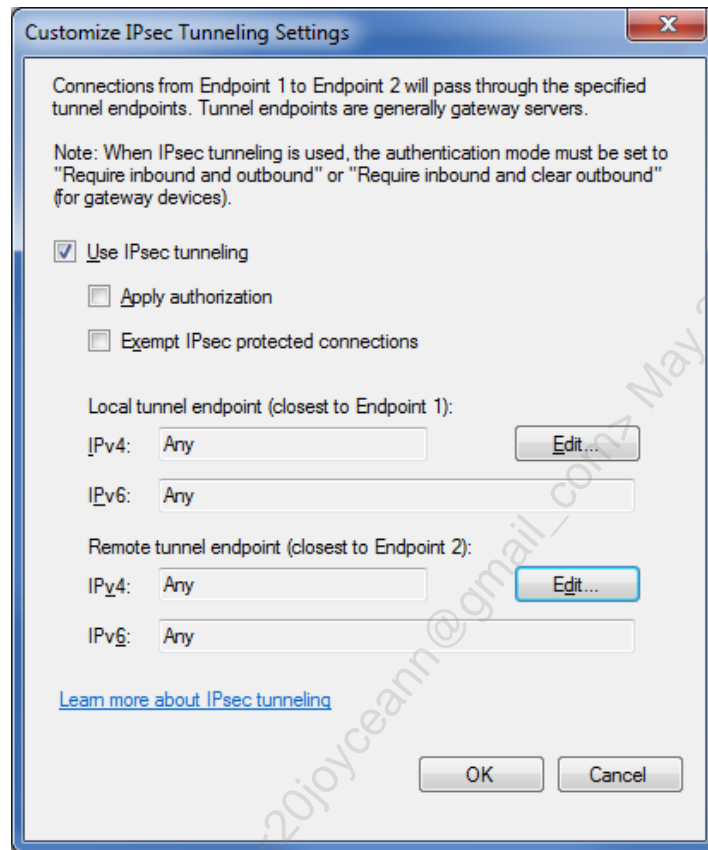 Customize IPsec Tunneling Settings
Connections from Endpoint 1 to Endpoint 2 will pass through the specified
tunnel endpoints. Tunnel endpoints are generally gateway servers.
Note: When IPsec tunneling is used, the authentication mode must be set to
"Require inbound and outbound" or "Require inbound and clear outbound"
(for gateway devices).
Use IPsec tunneling
Apply authorization
Exempt IPsec protected connections
Local tunnel endpoint (closest to Endpoint 1):
IPv4: Any Edit...
IPv6: Any
Remote tunnel endpoint (closest to Endpoint 2):
IPv4: Any Edit...
IPv6: Any
Learn more about IPsec tunneling
OK Cancel
20joyceann@gmail_com> May